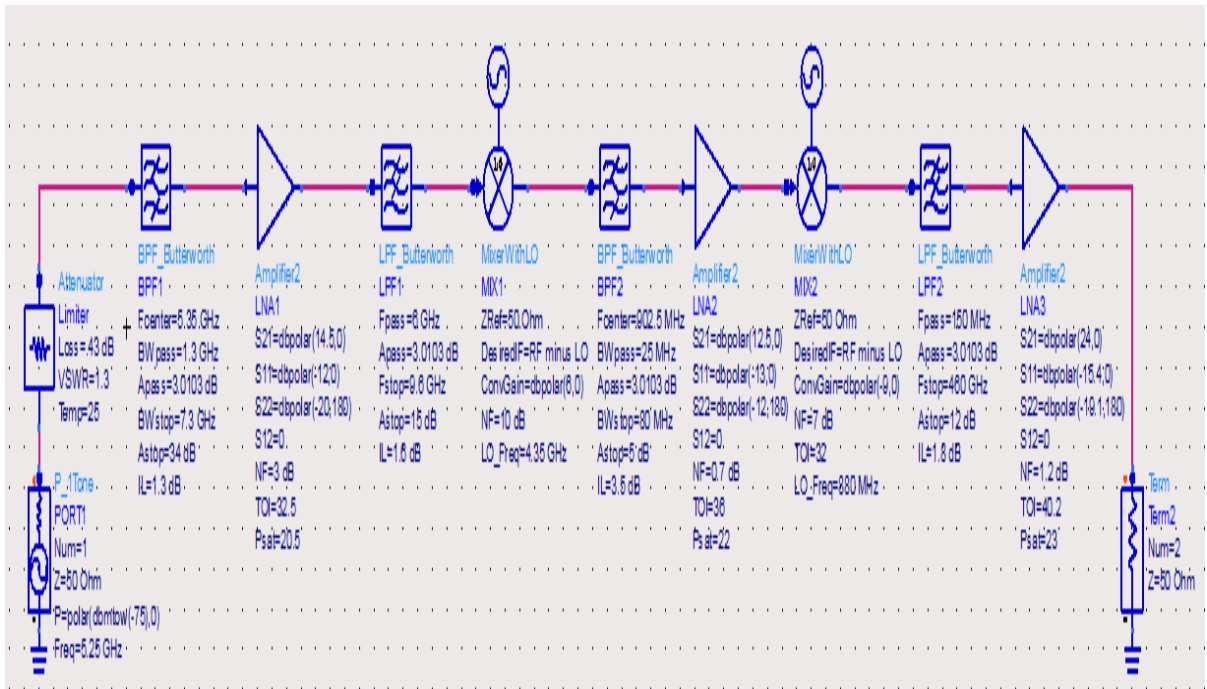 Attenuator
Limiter
Loss=.43 dB
VSWR=1.3
Temp=25
P_1Tone
PORT1
Num=1
Z=50 Ohm
P=polar(dbmtow(-75),0)
Freq=5.25 GHz
BPF_Butterworth
BPF1
Fcenter=5.35 GHz
BWpass=1.3 GHz
Apass=3.0103 dB
BWstop=7.3 GHz
Astop=34 dB
IL=1.3 dB
Amplifier2
LNA1
S21=dbpolar(14.5,0)
S11=dbpolar(-12,0)
S22=dbpolar(-20,180)
S12=0
NF=3 dB
TOI=32.5
Psat=20.5
LPF_Butterworth
LPF1
Fpass=6 GHz
Apass=3.0103 dB
Fstop=9.6 GHz
Astop=15 dB
IL=1.6 dB
MixerWithLO
MIX1
ZRef=50 Ohm
DesiredIF=RF minus LO
ConvGain=dbpolar(6,0)
NF=10 dB
LO_Freq=4.35 GHz
BPF_Butterworth
BPF2
Fcenter=902.5 MHz
BWpass=25 MHz
Apass=3.0103 dB
BWstop=80 MHz
Astop=5 dB
IL=3.5 dB
Amplifier2
LNA2
S21=dbpolar(12.5,0)
S11=dbpolar(-13,0)
S22=dbpolar(-12,180)
S12=0
NF=0.7 dB
TOI=36
Psat=22
MixerWithLO
MIX2
ZRef=50 Ohm
DesiredIF=RF minus LO
ConvGain=dbpolar(-9,0)
NF=7 dB
TOI=32
LO_Freq=880 MHz
LPF_Butterworth
LPF2
Fpass=150 MHz
Apass=3.0103 dB
Fstop=460 GHz
Astop=12 dB
IL=1.8 dB
Amplifier2
LNA3
S21=dbpolar(24,0)
S11=dbpolar(-15.4,0)
S22=dbpolar(-19.1,180)
S12=0
NF=1.2 dB
TOI=40.2
Psat=23
Term
Term2
Num=2
Z=50 Ohm